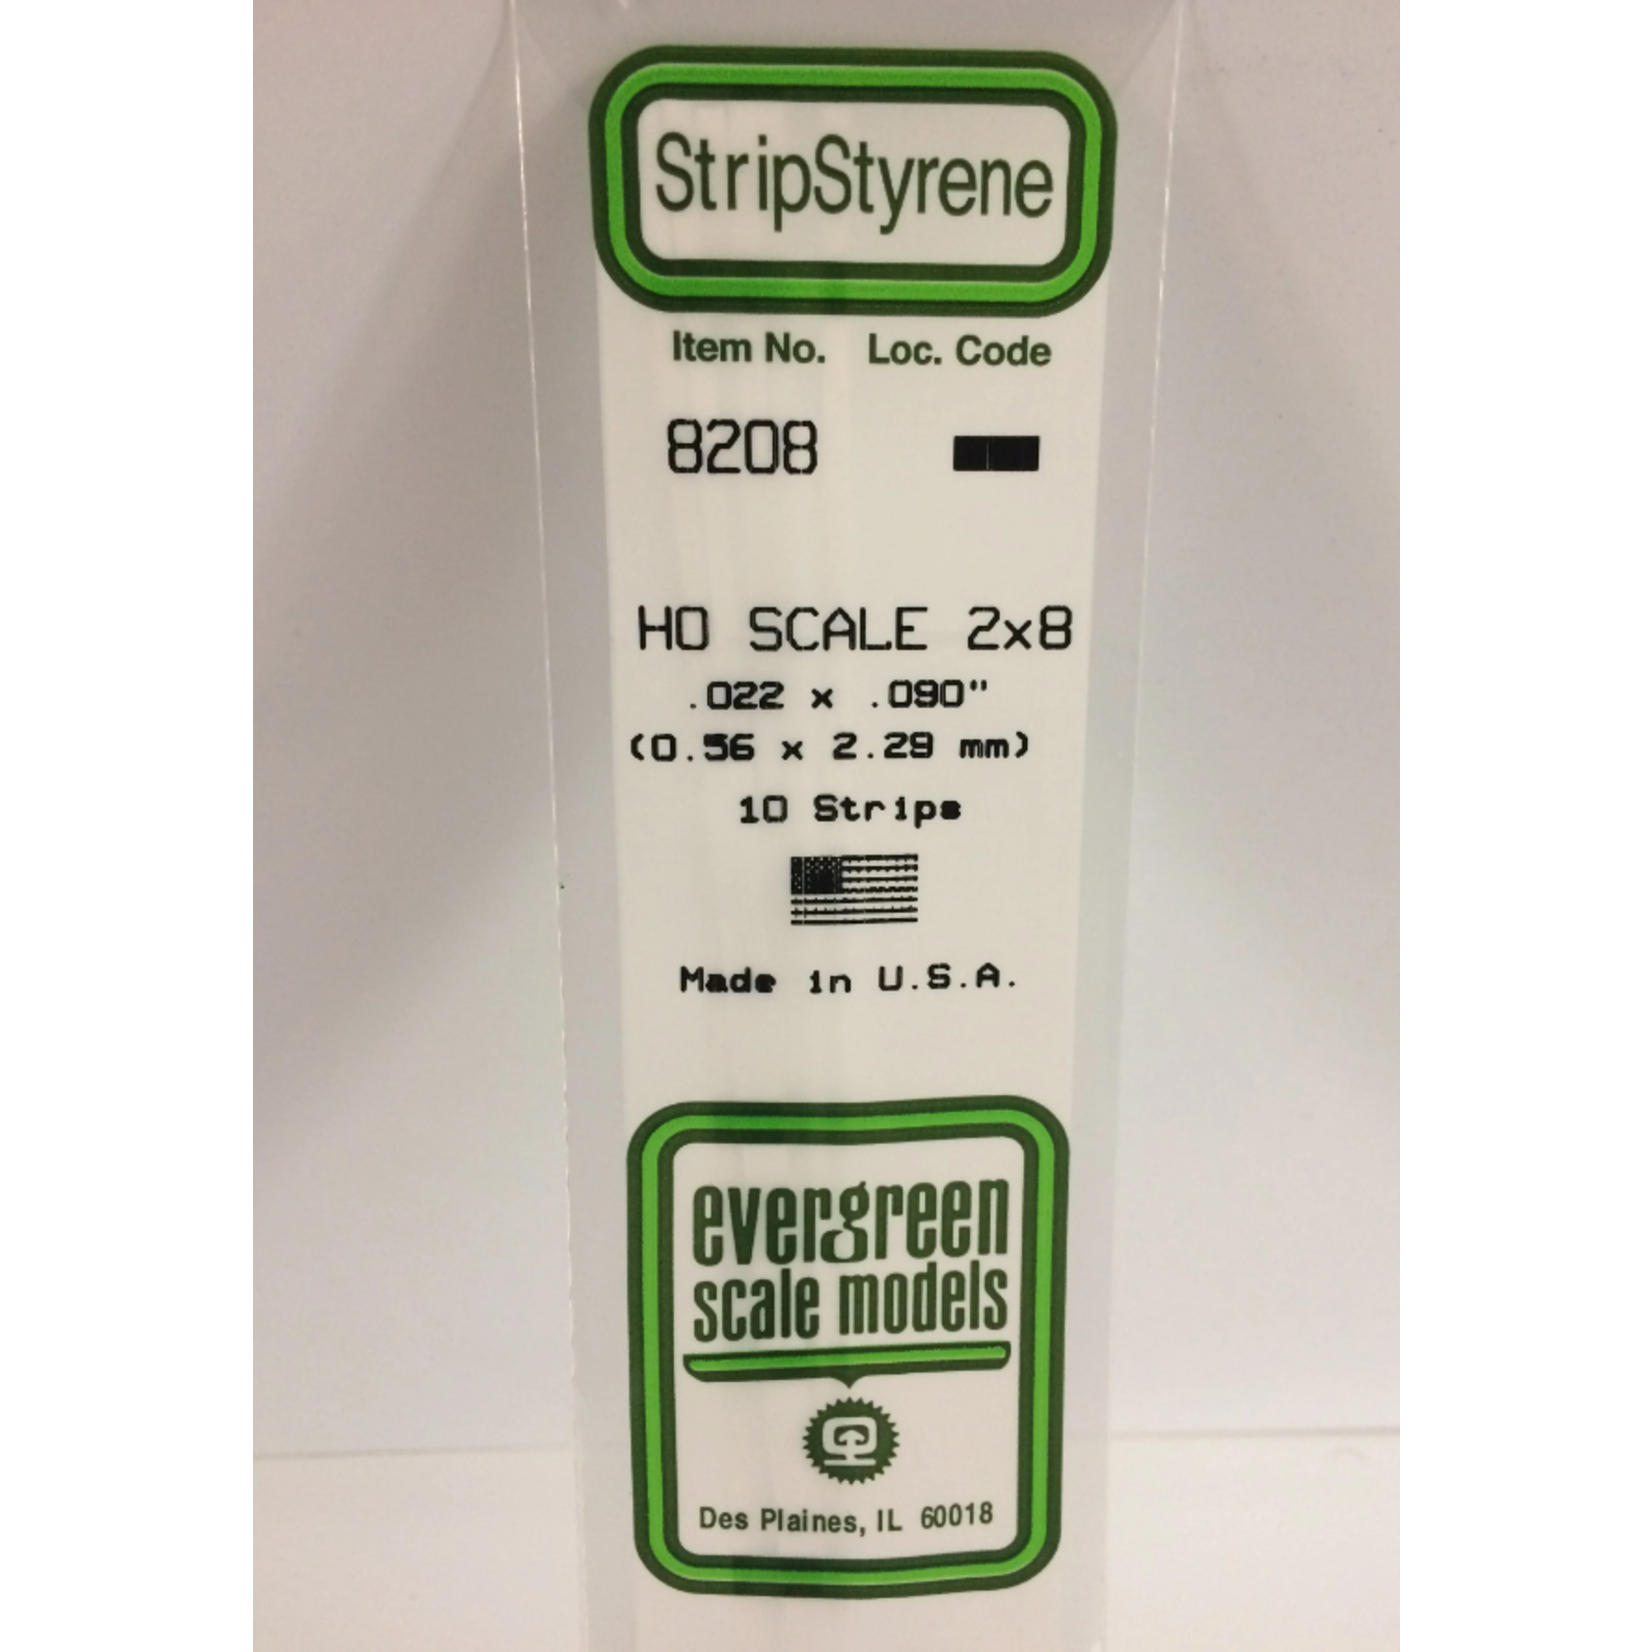 StripStyrene
Item No. Loc. Code
8208
HO SCALE 2x8
.022 x .090"
(0.56 x 2.29 mm)
10 Strips
Made in U.S.A.
evergreen
scale models
Des Plaines, IL 60018